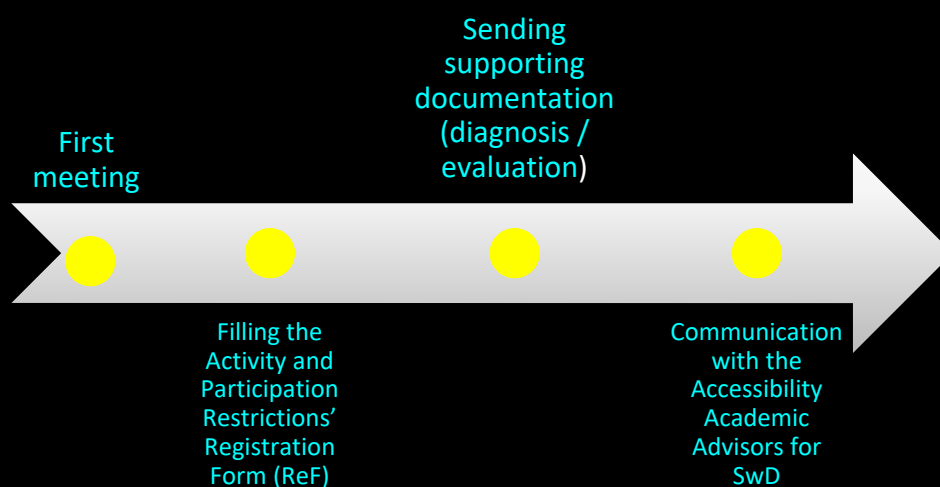 First
meeting
Filling the
Activity and
Participation
Restrictions’
Registration
Form (ReF)
Sending
supporting
documentation
(diagnosis /
evaluation)
Communication
with the
Accessibility
Academic
Advisors for
SwD